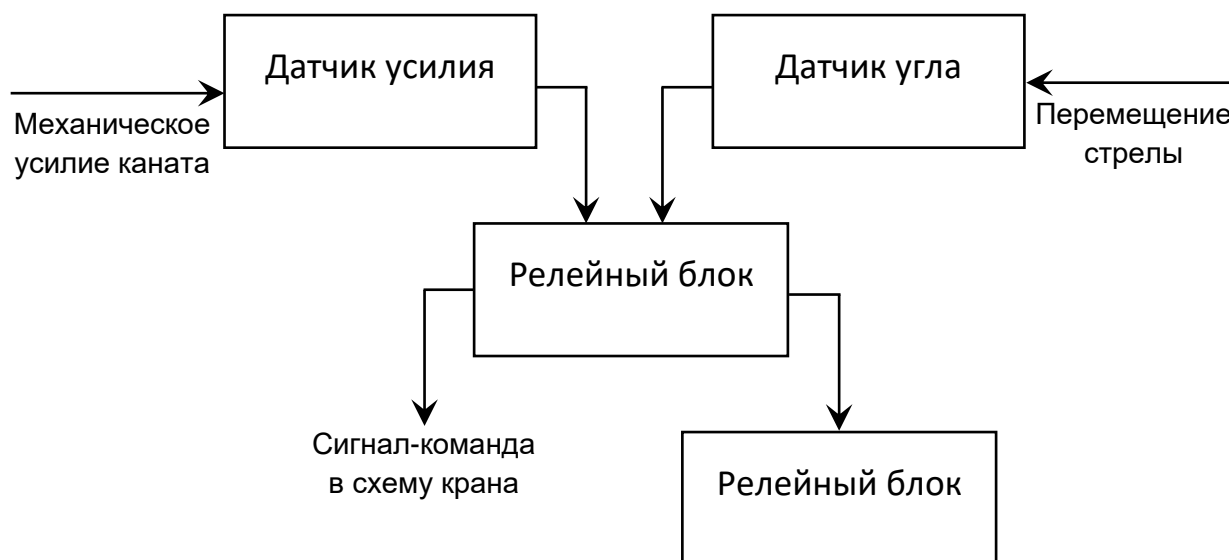 Датчик усилия
Датчик угла
Механическое
усилие каната
Перемещение
стрелы
Релейный блок
Сигнал-команда
в схему крана
Релейный блок